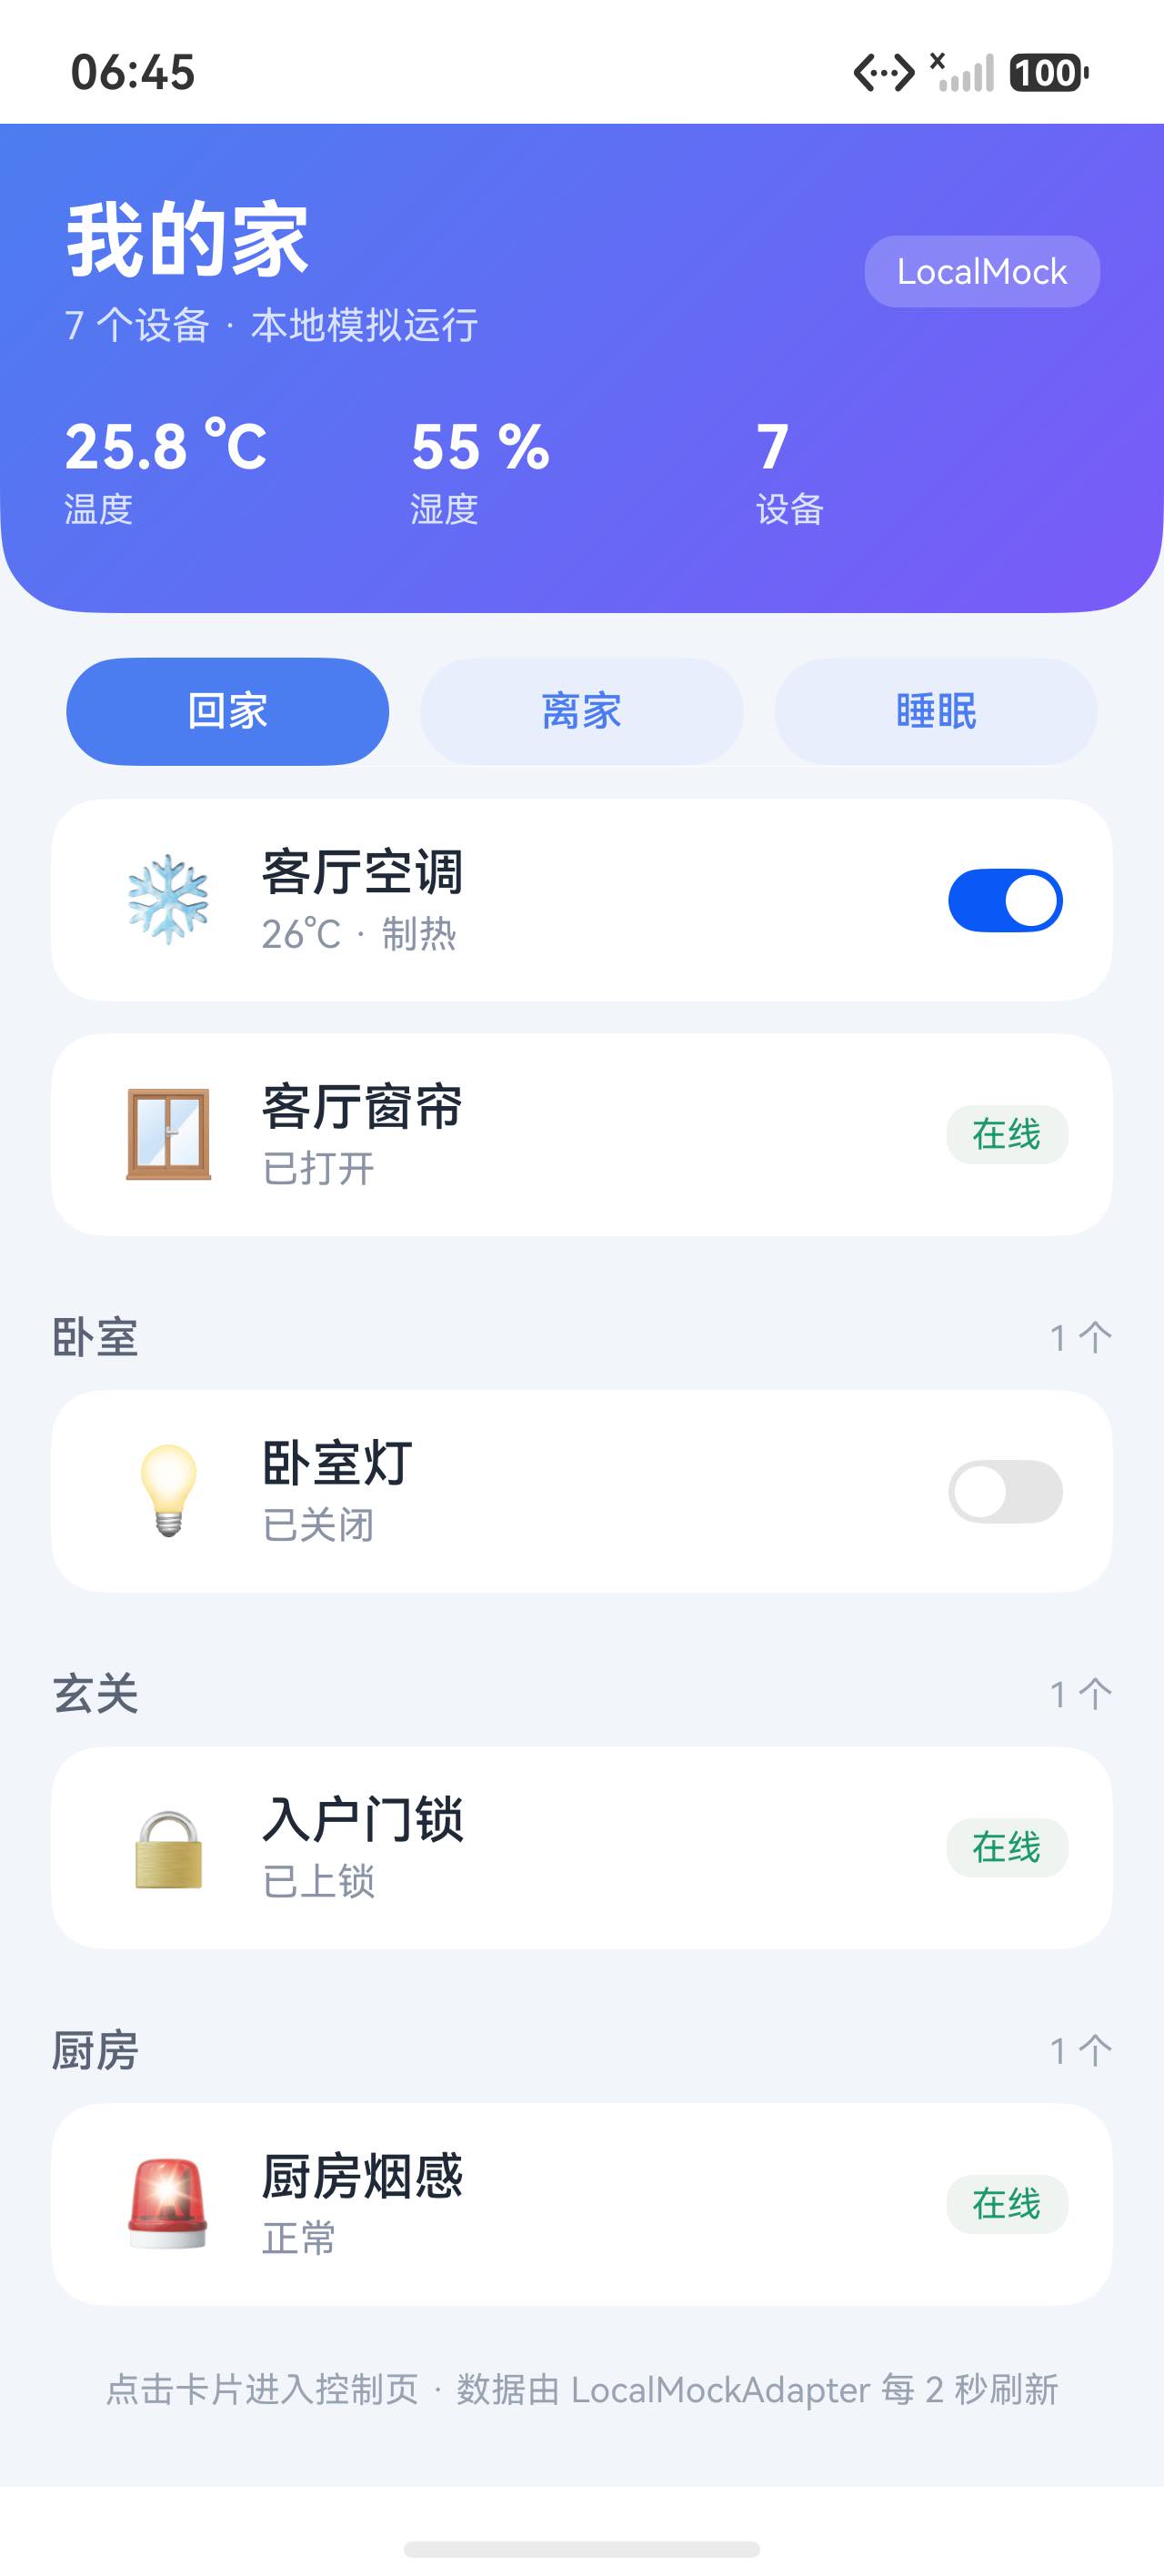 06:45
100
我的家
LocalMock
7 个设备 · 本地模拟运行
25.8 °C
55 %
7
温度
湿度
设备
回家
离家
睡眠
客厅空调
26°C · 制热
客厅窗帘
已打开
在线
卧室
1 个
卧室灯
已关闭
玄关
1 个
入户门锁
已上锁
在线
厨房
1 个
厨房烟感
正常
在线
点击卡片进入控制页 · 数据由 LocalMockAdapter 每 2 秒刷新